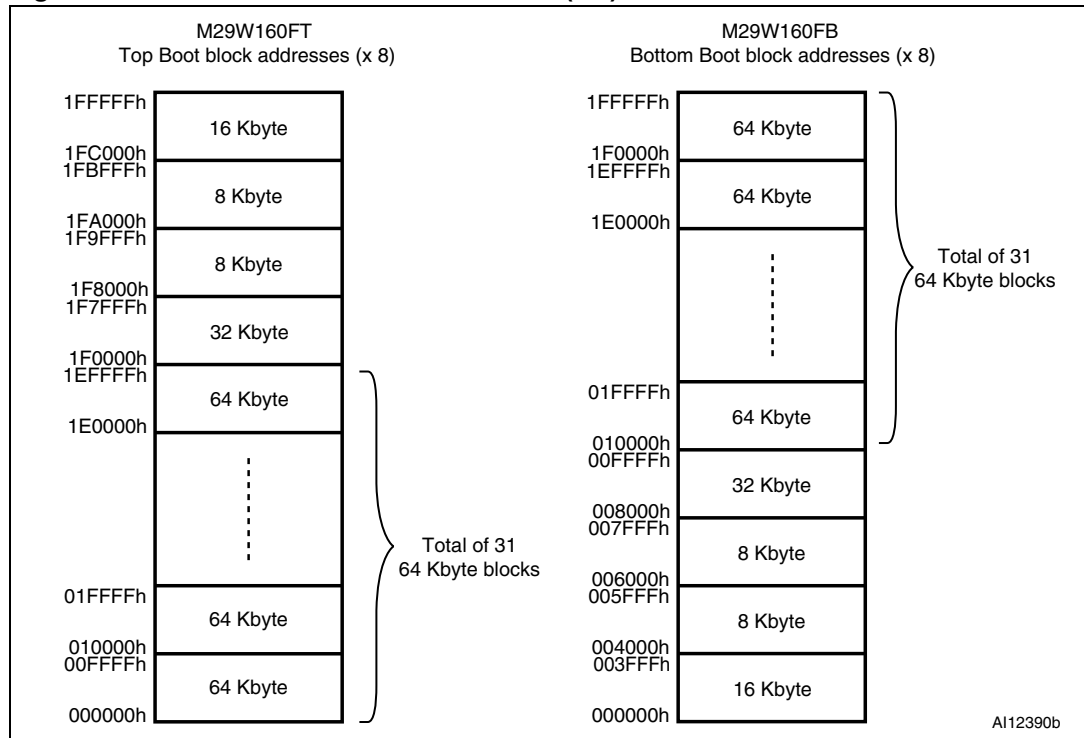 M29W160FT
Top Boot block addresses (x 8)
1FFFFFh
16 Kbyte
1FC000h
1FBFFFh
8 Kbyte
1FA000h
1F9FFFh
8 Kbyte
1F8000h
1F7FFFh
32 Kbyte
1F0000h
1EFFFFh
64 Kbyte
1E0000h
Total of 31
64 Kbyte blocks
01FFFFh
64 Kbyte
010000h
00FFFFh
64 Kbyte
000000h
M29W160FB
Bottom Boot block addresses (x 8)
1FFFFFh
64 Kbyte
1F0000h
1EFFFFh
64 Kbyte
1E0000h
Total of 31
64 Kbyte blocks
01FFFFh
64 Kbyte
010000h
00FFFFh
32 Kbyte
008000h
007FFFh
8 Kbyte
006000h
005FFFh
8 Kbyte
004000h
003FFFh
16 Kbyte
000000h
AI12390b